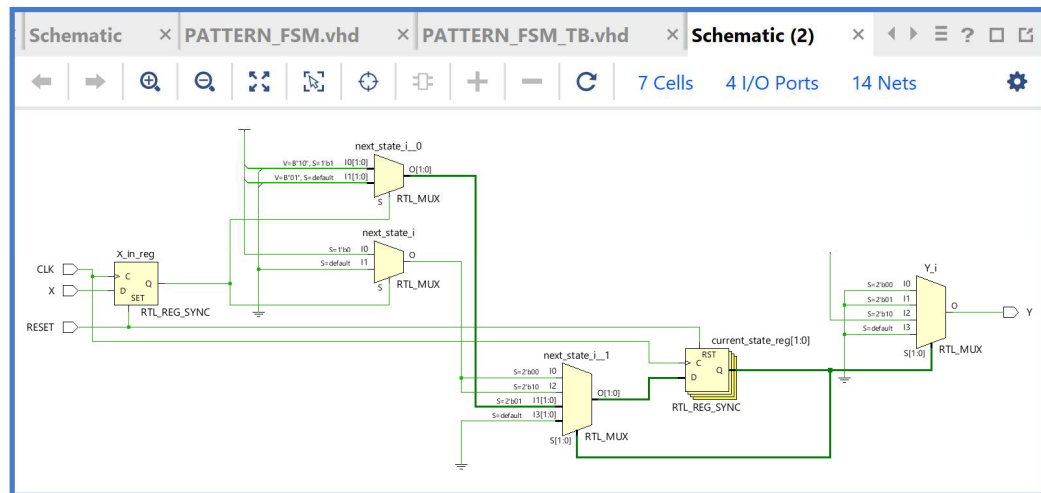 Schematic × PATTERN_FSM.vhd × PATTERN_FSM_TB.vhd × Schematic (2) ×
7 Cells 4 I/O Ports 14 Nets
next_state_i__0
V=B"10", S=1'b1 I0[1:0]
V=B"01", S=default I1[1:0]
O[1:0]
S
RTL_MUX
next_state_i
S=1'b0 I0
S=default I1
O
S
RTL_MUX
X_in_reg
CLK
X
RESET
C
D
Q
SET
RTL_REG_SYNC
next_state_i__1
S=2'b00 I0
S=2'b10 I2
S=2'b01 I1[1:0]
S=default I3[1:0]
O[1:0]
S[1:0]
RTL_MUX
current_state_reg[1:0]
RST
C
D
Q
RTL_REG_SYNC
Y_i
S=2'b00 I0
S=2'b01 I1
S=2'b10 I2
S=default I3
O
Y
S[1:0]
RTL_MUX